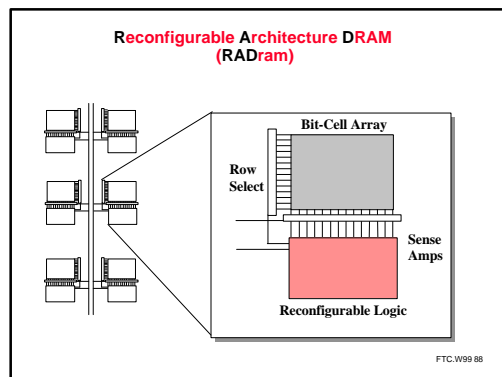 Reconfigurable Architecture DRAM
(RADram)
Bit-Cell Array
Row
Select
Sense
Amps
Reconfigurable Logic
FTC.W99 88